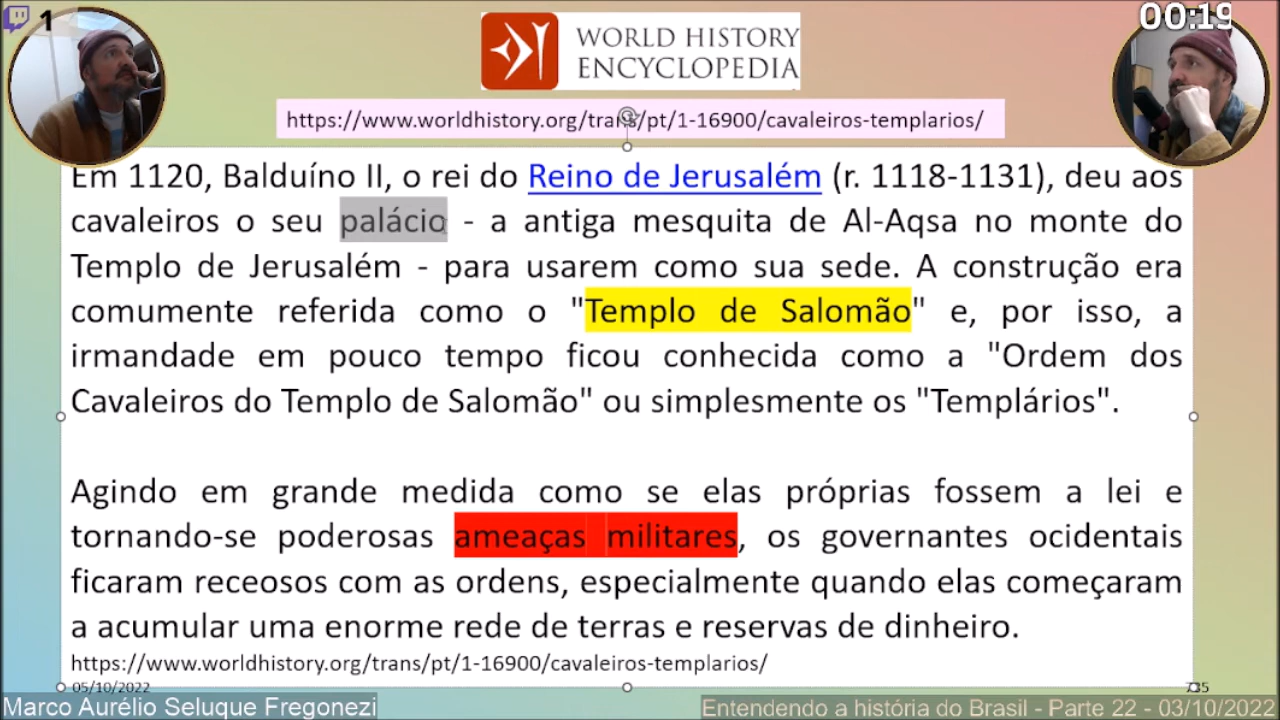 1
00:19
WORLD HISTORY
ENCYCLOPEDIA
https://www.worldhistory.org/trans/pt/1-16900/cavaleiros-templarios/
Em 1120, Balduíno II, o rei do Reino de Jerusalém (r. 1118-1131), deu aos
cavaleiros o seu palácio - a antiga mesquita de Al-Aqsa no monte do
Templo de Jerusalém - para usarem como sua sede. A construção era
comumente referida como o "Templo de Salomão" e, por isso, a
irmandade em pouco tempo ficou conhecida como a "Ordem dos
Cavaleiros do Templo de Salomão" ou simplesmente os "Templários".
Agindo em grande medida como se elas próprias fossem a lei e
tornando-se poderosas ameaças militares, os governantes ocidentais
ficaram receosos com as ordens, especialmente quando elas começaram
a acumular uma enorme rede de terras e reservas de dinheiro.
https://www.worldhistory.org/trans/pt/1-16900/cavaleiros-templarios/
05/10/2022
Marco Aurélio Seluque Fregonezi
Entendendo a história do Brasil - Parte 22 - 03/10/2022